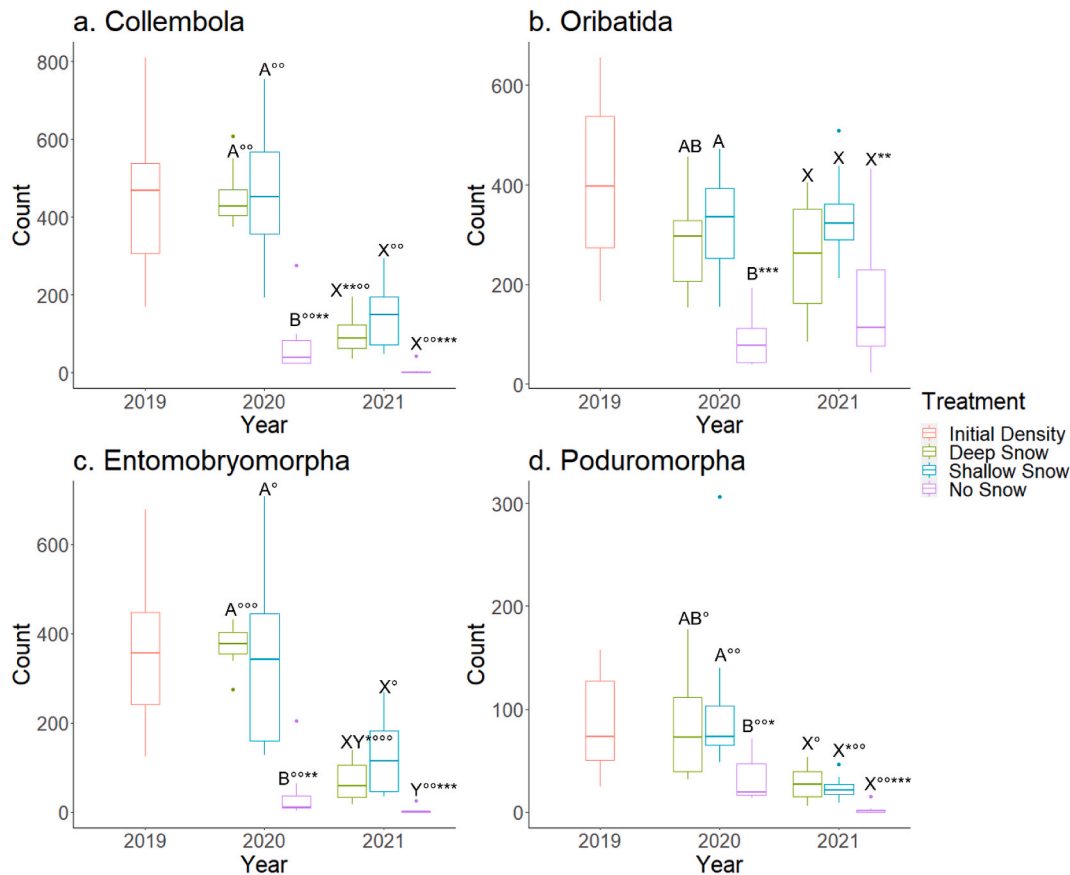 a. Collembola
Count
800
600
400
200
0
A°°
A°°
B°°**
X**°°
X°°
X°°***
2019
2020
2021
Year
b. Oribatida
Count
600
400
200
0
AB
A
B***
X
X
X**
2019
2020
2021
Year
Treatment
Initial Density
Deep Snow
Shallow Snow
No Snow
c. Entomobryomorpha
Count
600
400
200
0
A°°°
A°
B°°**
XY*°°°
X°
Y°°***
2019
2020
2021
Year
d. Poduromorpha
Count
300
200
100
0
AB°
A°°
B°°*
X°
X*°°
X°°***
2019
2020
2021
Year